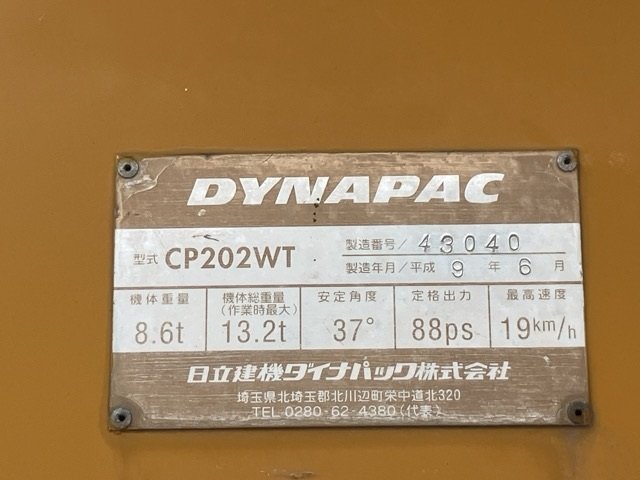 DYNAPAC
型式 CP202WT
製造番号/ 43040
製造年月/平成 9 年 6 月
機体重量 機体総重量(作業時最大) 安定角度 定格出力 最高速度
8.6t 13.2t 37° 88ps 19km/h
日立建機ダイナパック株式会社
埼玉県北埼玉郡北川辺町栄中道北320
TEL 0280-62-4380(代表)